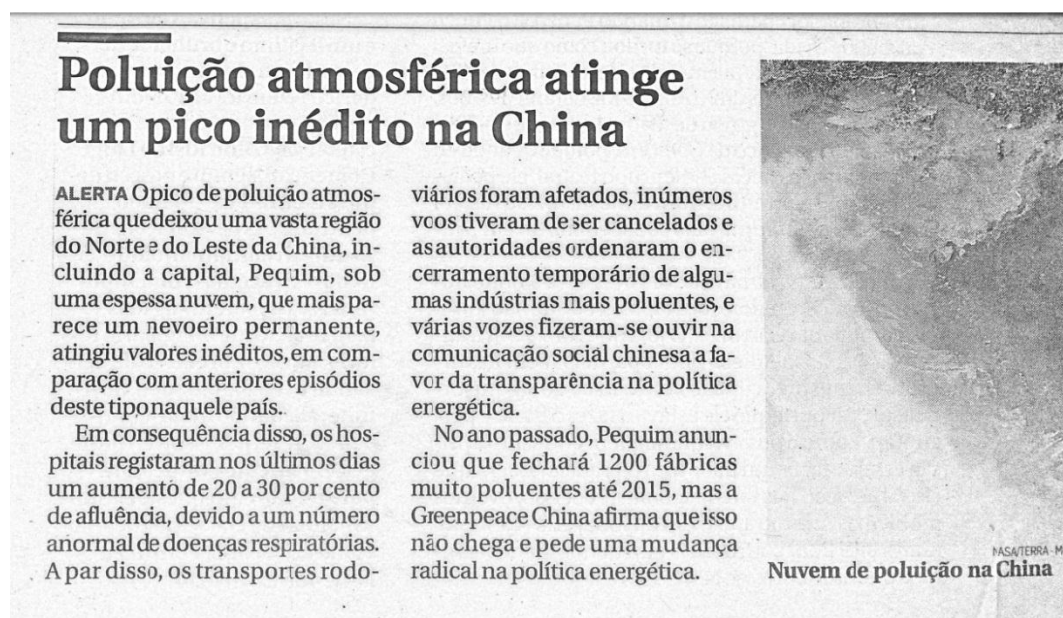 Poluição atmosférica atinge
um pico inédito na China
ALERTA O pico de poluição atmos-
férica que deixou uma vasta região
do Norte e do Leste da China, in-
cluindo a capital, Pequim, sob
uma espessa nuvem, que mais pa-
rece um nevoeiro permanente,
atingiu valores inéditos, em com-
paração com anteriores episódios
deste tipo naquele país.
Em consequência disso, os hos-
pitais registaram nos últimos dias
um aumento de 20 a 30 por cento
de afluência, devido a um número
anormal de doenças respiratórias.
A par disso, os transportes rodo-
viários foram afetados, inúmeros
voos tiveram de ser cancelados e
as autoridades ordenaram o en-
cerramento temporário de algu-
mas indústrias mais poluentes, e
várias vozes fizeram-se ouvir na
comunicação social chinesa a fa-
vor da transparência na política
energética.
No ano passado, Pequim anun-
ciou que fechará 1200 fábricas
muito poluentes até 2015, mas a
Greenpeace China afirma que isso
não chega e pede uma mudança
radical na política energética.
NASA/TERRA - M
Nuvem de poluição na China